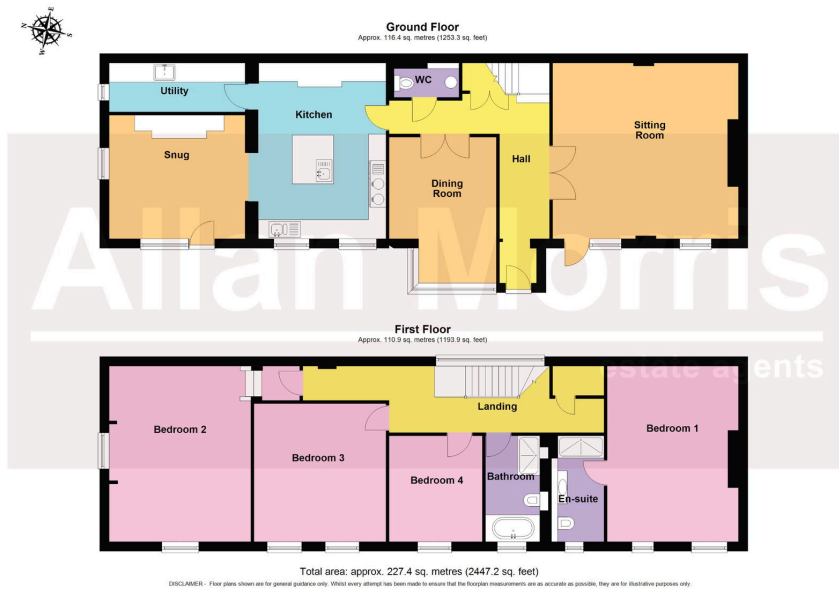 N
S
W
Ground Floor
Approx. 116.4 sq. metres (1253.3 sq. feet)
WC
Utility
Kitchen
Sitting
Room
Snug
Hall
Dining
Room
Allan Morris
First Floor
Approx. 110.9 sq. metres (1193.9 sq. feet)
estate agents
Landing
Bedroom 2
Bedroom 1
Bedroom 3
Bedroom 4
Bathroom
En-suite
Total area: approx. 227.4 sq. metres (2447.2 sq. feet)
DISCLAIMER - Floor plans shown are for general guidance only. Whilst every attempt has been made to ensure that the floorplan measurements are as accurate as possible, they are for illustrative purposes only.